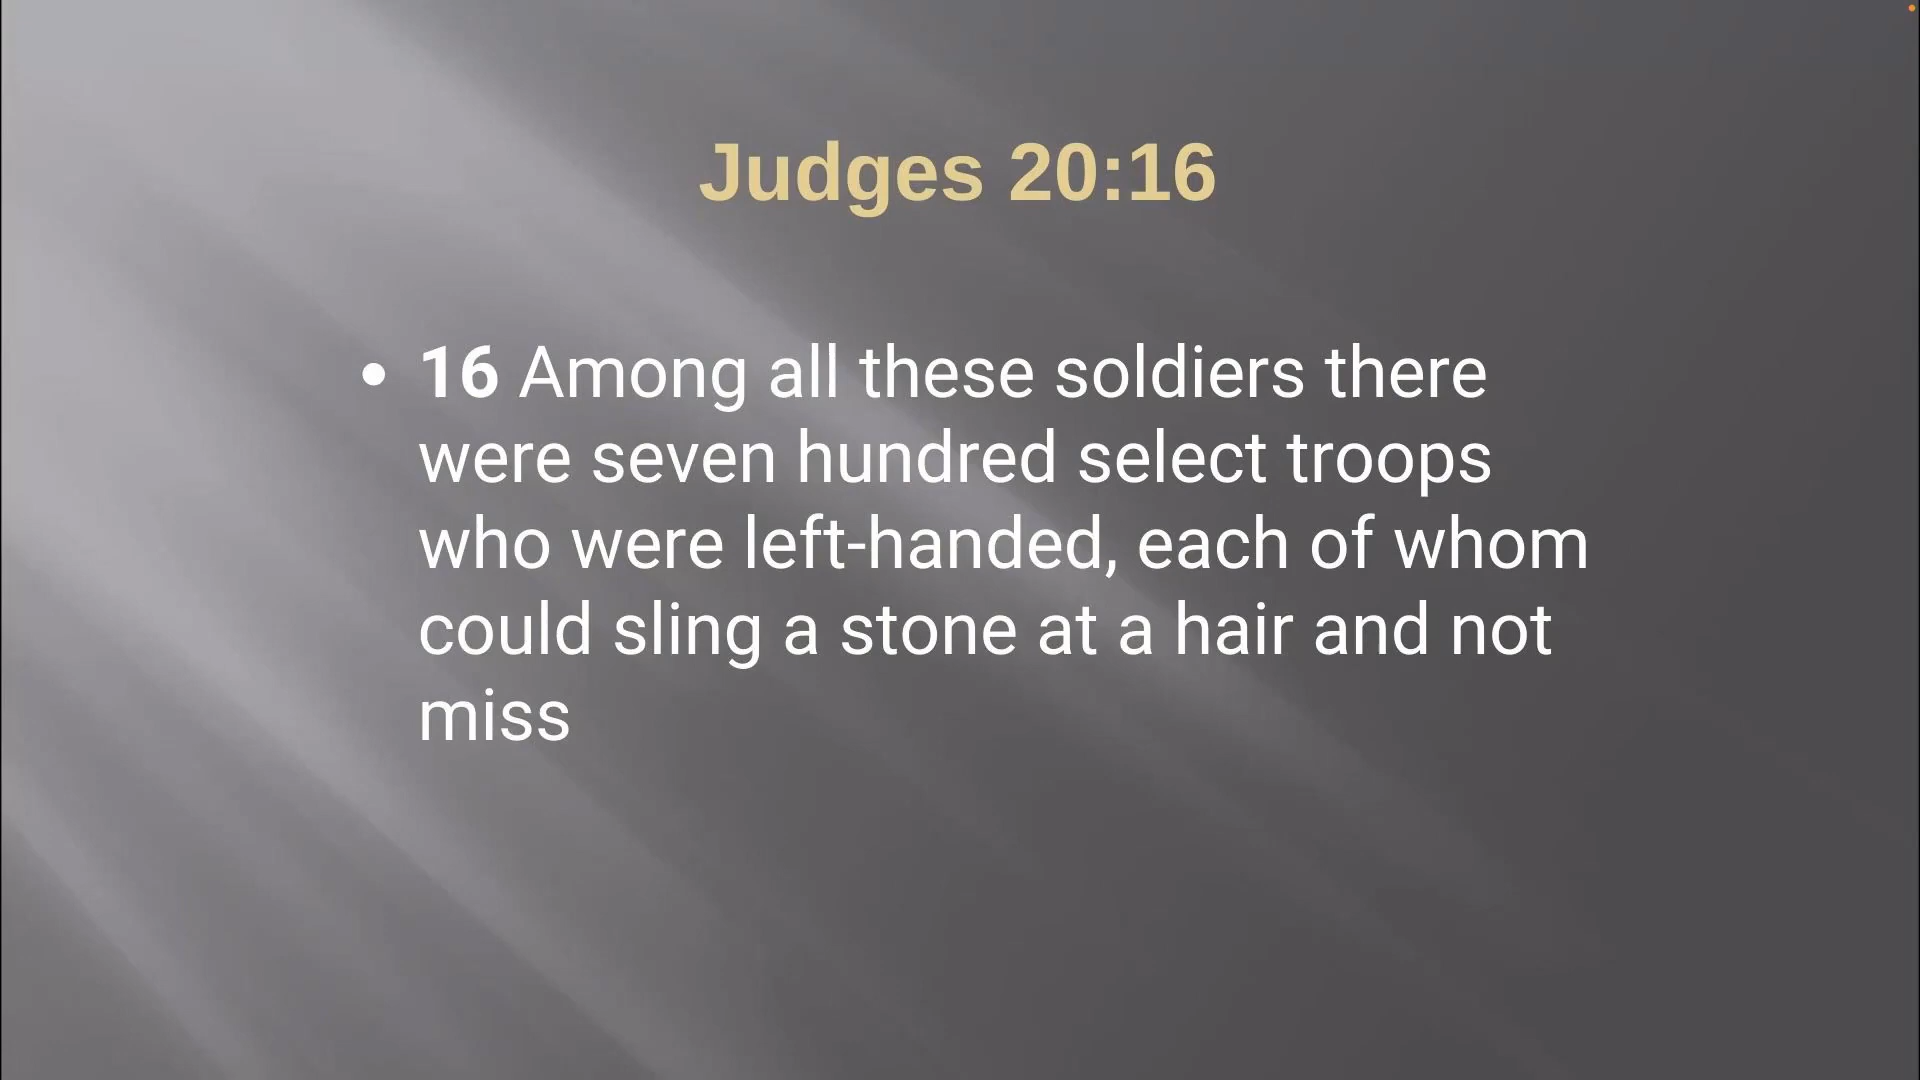 Judges 20:16
• 16 Among all these soldiers there
were seven hundred select troops
who were left-handed, each of whom
could sling a stone at a hair and not
miss